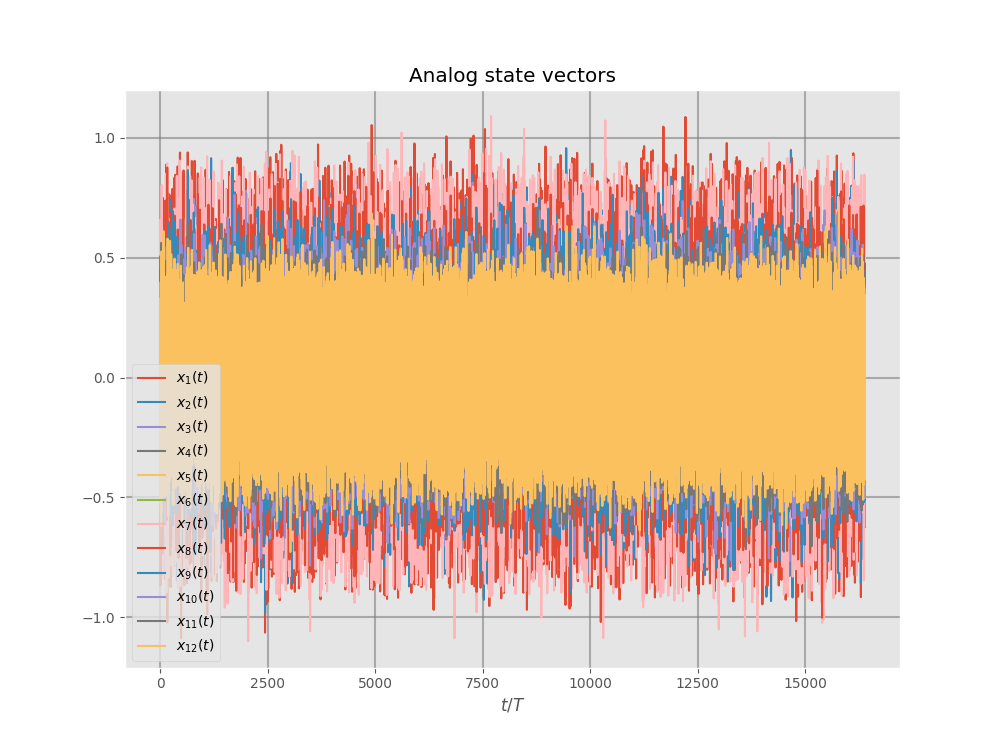 Analog state vectors
1.0
0.5
0.0
−0.5
−1.0
x₁(t)
x₂(t)
x₃(t)
x₄(t)
x₅(t)
x₆(t)
x₇(t)
x₈(t)
x₉(t)
x₁₀(t)
x₁₁(t)
x₁₂(t)
0 2500 5000 7500 10000 12500 15000
t/T